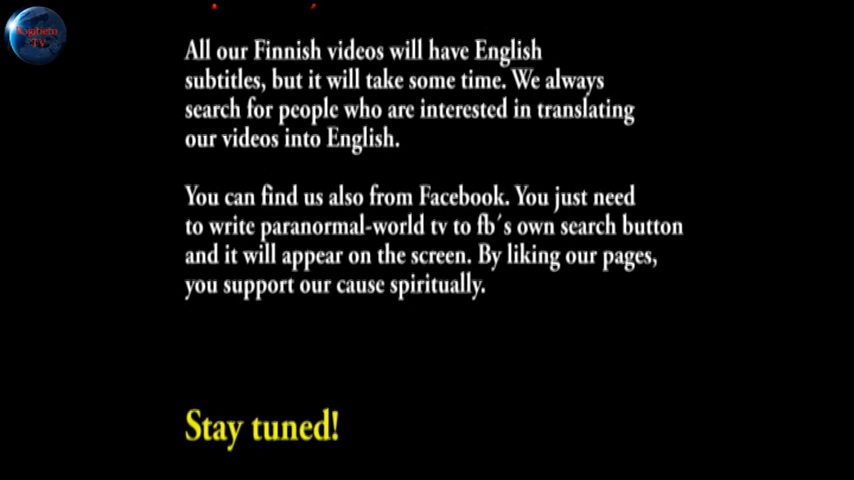 TV
All our Finnish videos will have English
subtitles, but it will take some time. We always
search for people who are interested in translating
our videos into English.
You can find us also from Facebook. You just need
to write paranormal-world tv to fb´s own search button
and it will appear on the screen. By liking our pages,
you support our cause spiritually.
Stay tuned!